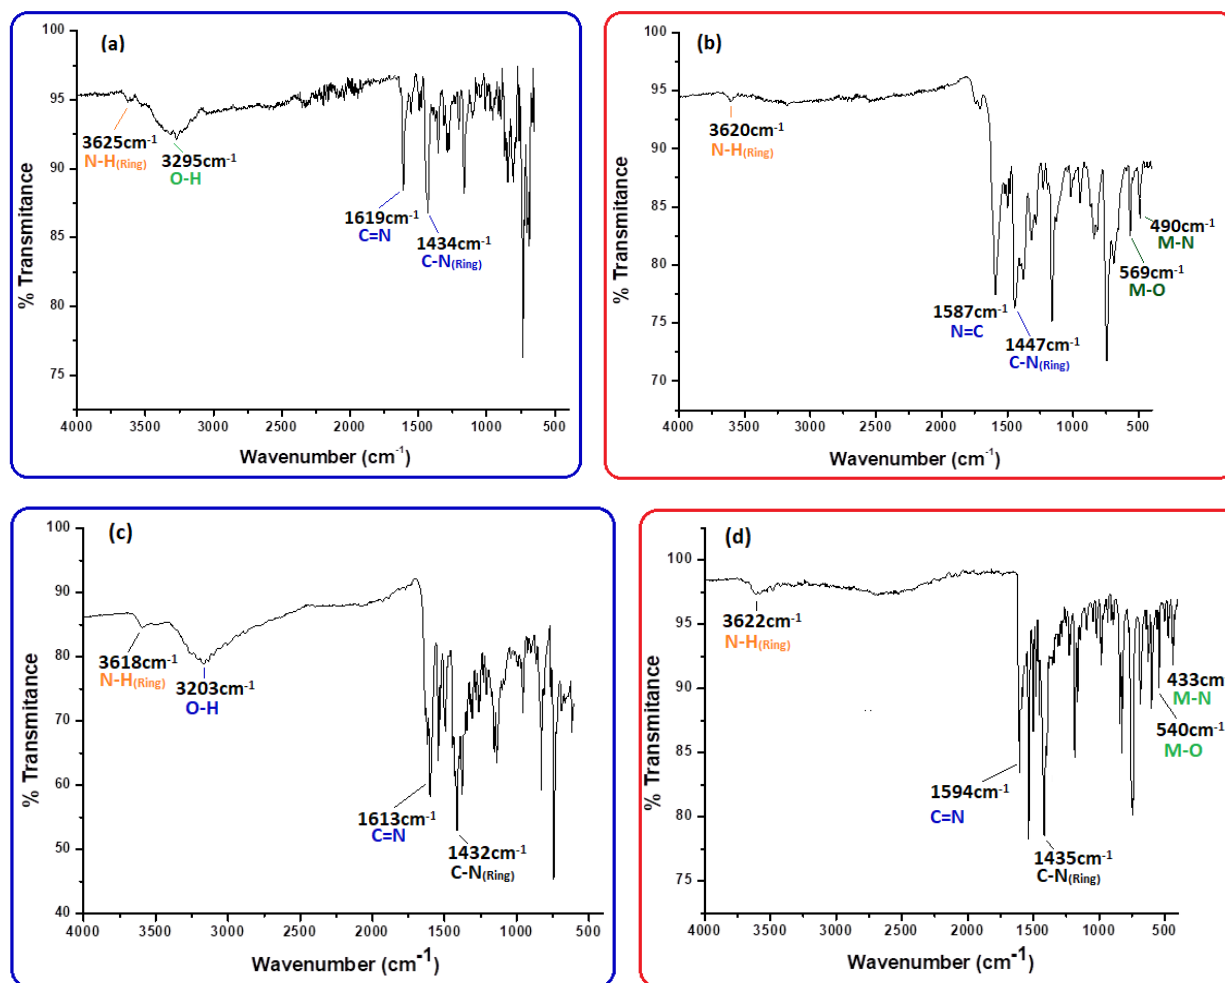 (a)
100
95
90
85
80
75
% Transmitance
3625cm-1
N-H(Ring)
3295cm-1
O-H
1619cm-1
C=N
1434cm-1
C-N(Ring)
4000 3500 3000 2500 2000 1500 1000 500
Wavenumber (cm-1)
(b)
100
95
90
85
80
75
70
% Transmitance
3620cm-1
N-H(Ring)
1587cm-1
N=C
1447cm-1
C-N(Ring)
490cm-1
M-N
569cm-1
M-O
4000 3500 3000 2500 2000 1500 1000 500
Wavenumber (cm-1)
(c)
100
90
80
70
60
50
40
% Transmitance
3618cm-1
N-H(Ring)
3203cm-1
O-H
1613cm-1
C=N
1432cm-1
C-N(Ring)
4000 3500 3000 2500 2000 1500 1000 500
Wavenumber (cm-1)
(d)
100
95
90
85
80
75
% Transmitance
3622cm-1
N-H(Ring)
1594cm-1
C=N
1435cm-1
C-N(Ring)
433cm
M-N
540cm-1
M-O
4000 3500 3000 2500 2000 1500 1000 500
Wavenumber (cm-1)